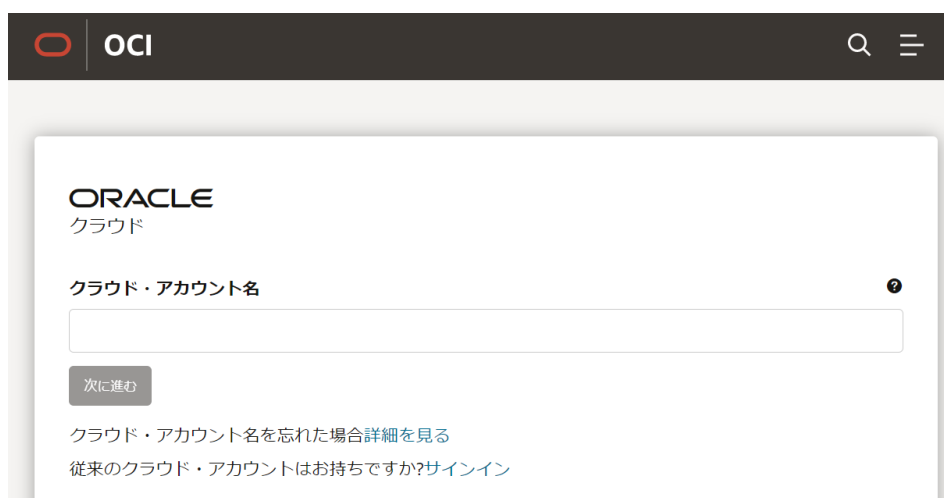 OCI
ORACLE
クラウド
クラウド・アカウント名
?
次に進む
クラウド・アカウント名を忘れた場合詳細を見る
従来のクラウド・アカウントはお持ちですか?サインイン